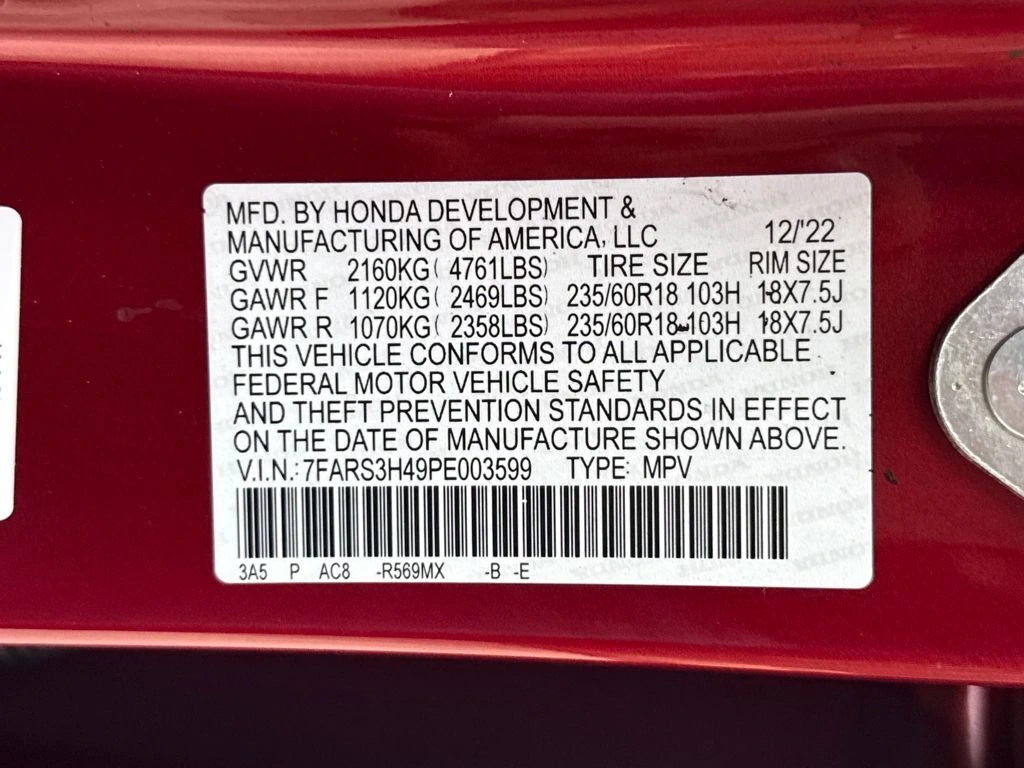 MFD. BY HONDA DEVELOPMENT &
MANUFACTURING OF AMERICA, LLC 12/'22
GVWR 2160KG( 4761LBS) TIRE SIZE RIM SIZE
GAWR F 1120KG( 2469LBS) 235/60R18 103H 18X7.5J
GAWR R 1070KG( 2358LBS) 235/60R18 103H 18X7.5J
THIS VEHICLE CONFORMS TO ALL APPLICABLE
FEDERAL MOTOR VEHICLE SAFETY
AND THEFT PREVENTION STANDARDS IN EFFECT
ON THE DATE OF MANUFACTURE SHOWN ABOVE.
V.I.N.: 7FARS3H49PE003599 TYPE: MPV
3A5 P AC8 -R569MX -B -E